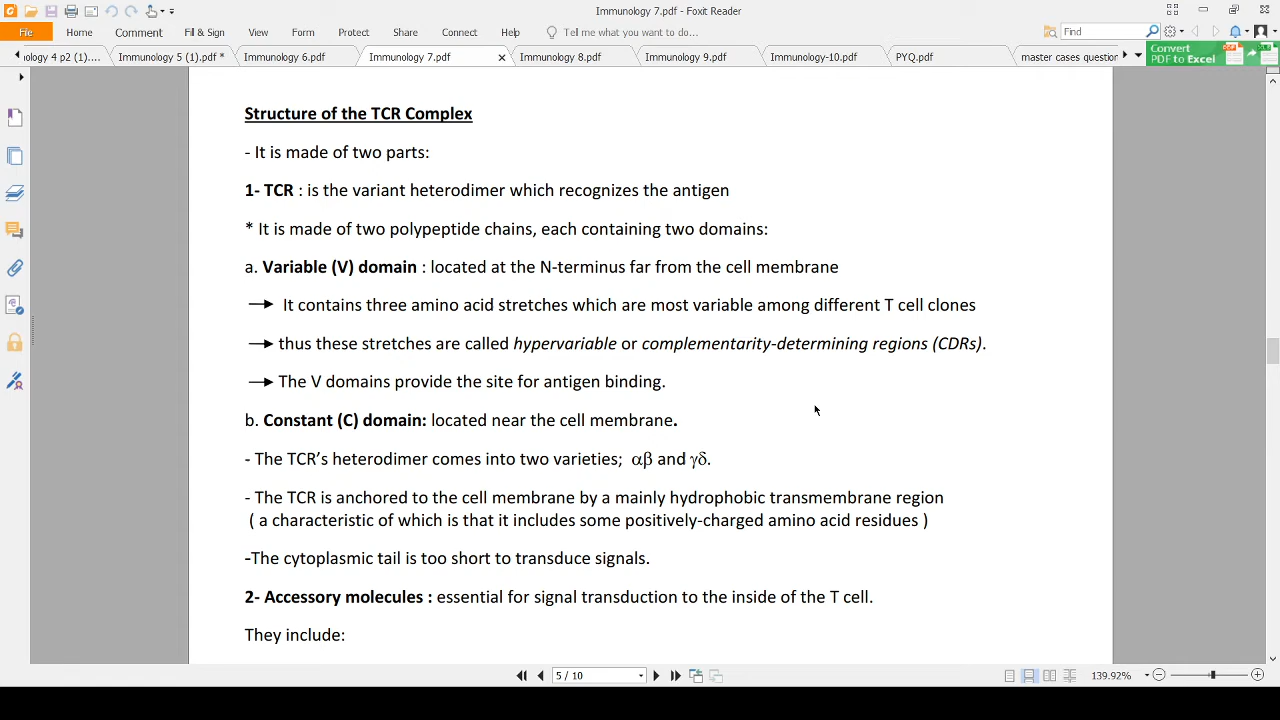 Immunology 7.pdf - Foxit Reader
File Home Comment View Form Protect Share Connect Help Tell me what you want to do... Find
Fill & Sign
iology 4 p2 (1).... Immunology 5 (1).pdf * Immunology 6.pdf Immunology 7.pdf Immunology 8.pdf Immunology 9.pdf Immunology-10.pdf PYQ.pdf master cases question
Convert
PDF to Excel
Structure of the TCR Complex
- It is made of two parts:
1- TCR : is the variant heterodimer which recognizes the antigen
* It is made of two polypeptide chains, each containing two domains:
a. Variable (V) domain : located at the N-terminus far from the cell membrane
It contains three amino acid stretches which are most variable among different T cell clones
thus these stretches are called hypervariable or complementarity-determining regions (CDRs).
The V domains provide the site for antigen binding.
b. Constant (C) domain: located near the cell membrane.
- The TCR's heterodimer comes into two varieties; αβ and γδ.
- The TCR is anchored to the cell membrane by a mainly hydrophobic transmembrane region
( a characteristic of which is that it includes some positively-charged amino acid residues )
-The cytoplasmic tail is too short to transduce signals.
2- Accessory molecules : essential for signal transduction to the inside of the T cell.
They include:
5 / 10
139.92%